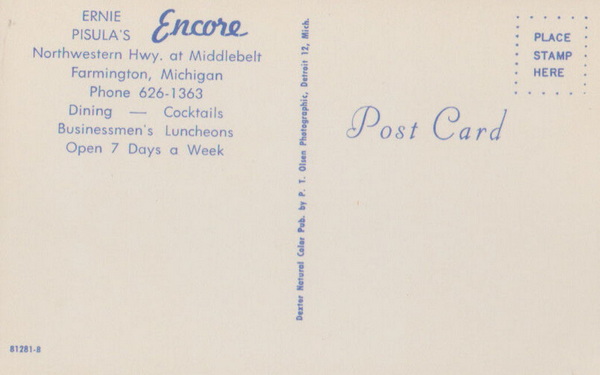 ERNIE
PISULA'S Encore
Northwestern Hwy. at Middlebelt
Farmington, Michigan
Phone 626-1363
Dining — Cocktails
Businessmen's Luncheons
Open 7 Days a Week
81281-B
Dexter Natural Color Pub. by P. T. Olsen Photographic, Detroit 12, Mich.
Post Card
PLACE
STAMP
HERE